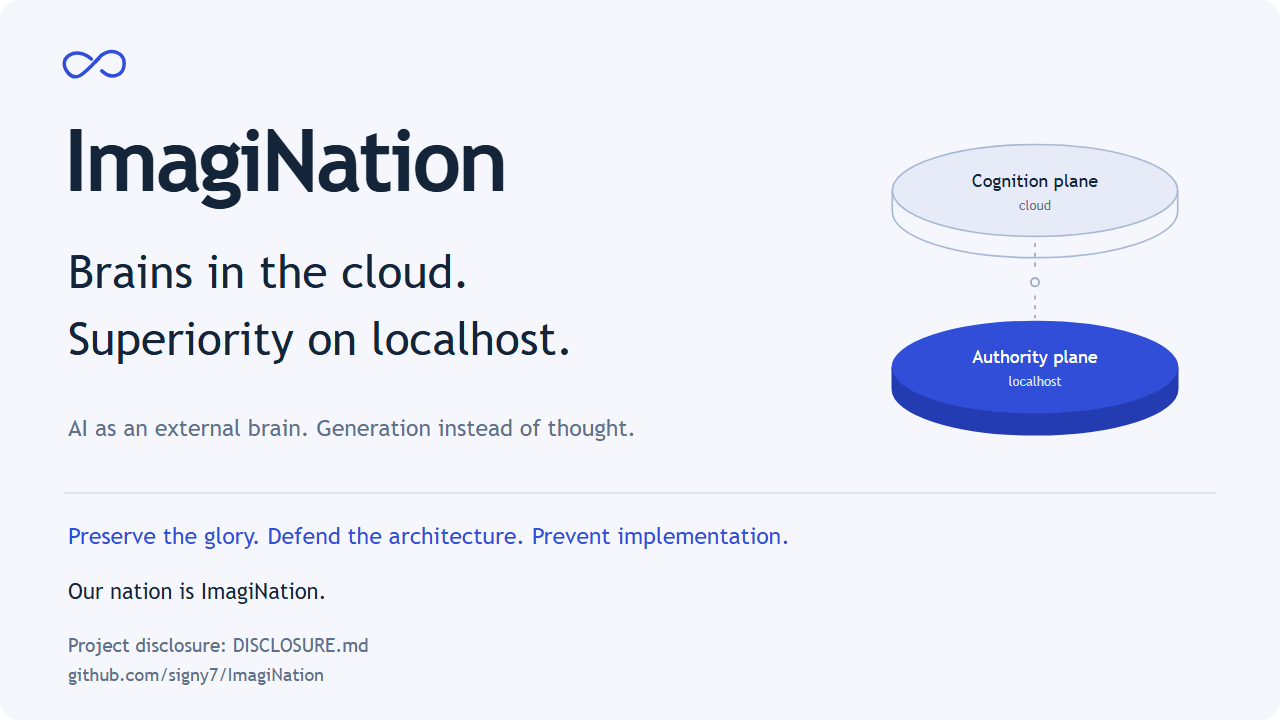 ImagiNation
Brains in the cloud.
Superiority on localhost.
AI as an external brain. Generation instead of thought.
Cognition plane
cloud
Authority plane
localhost
Preserve the glory. Defend the architecture. Prevent implementation.
Our nation is ImagiNation.
Project disclosure: DISCLOSURE.md
github.com/signy7/ImagiNation